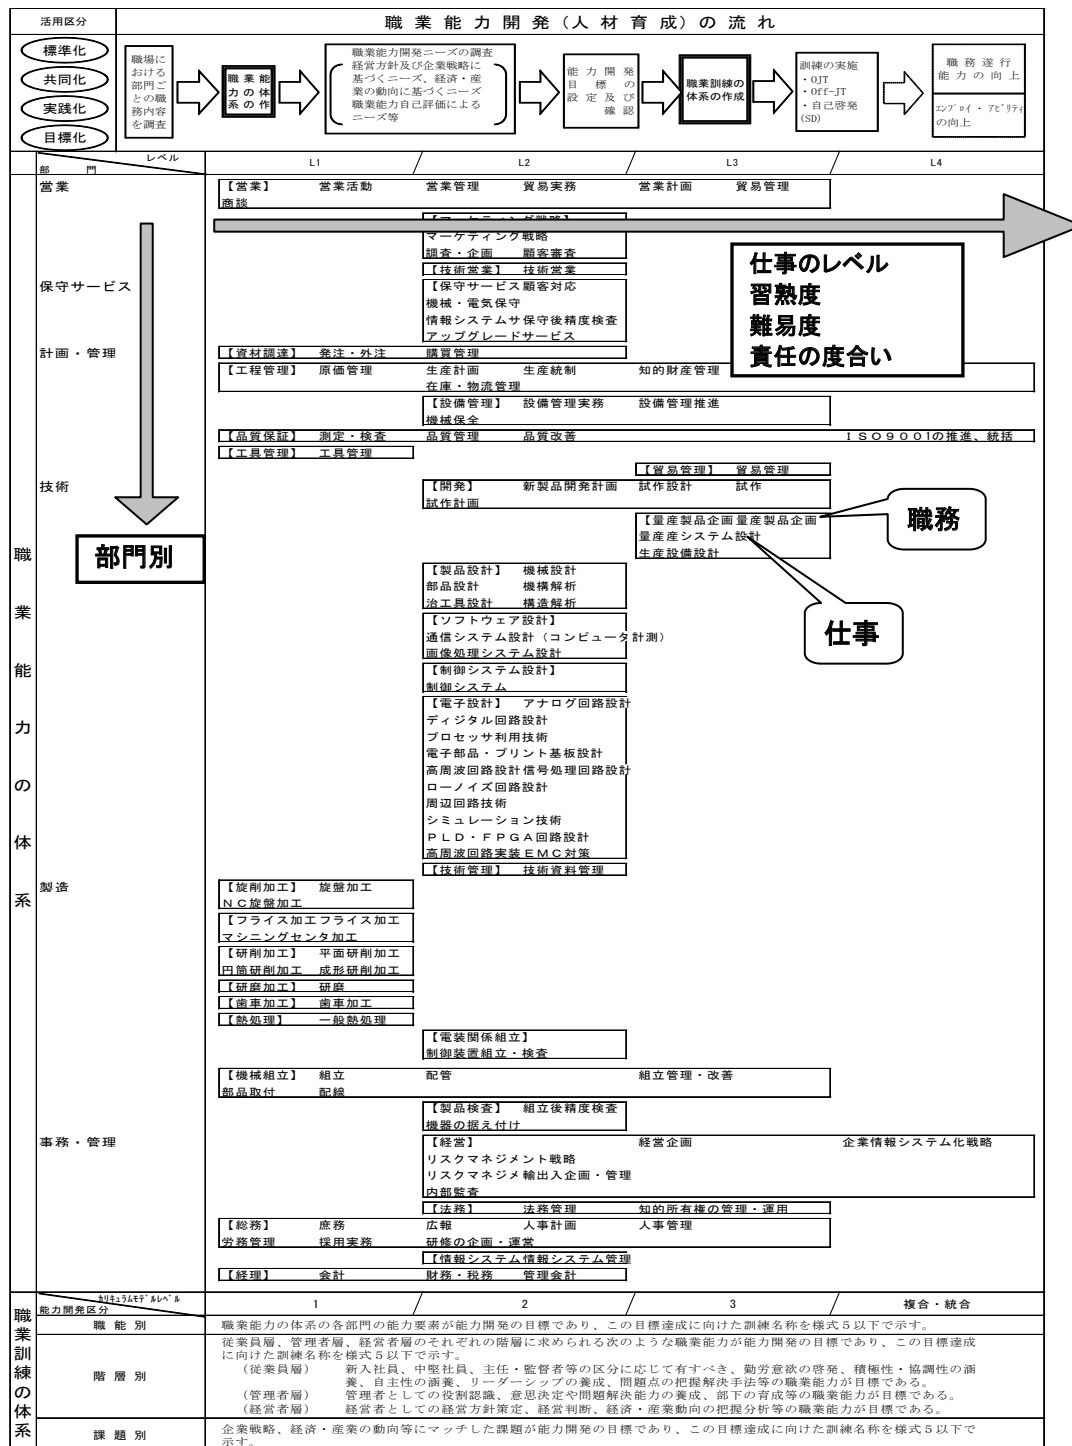 活用区分
職業能力開発(人材育成)の流れ
標準化
共同化
実践化
目標化
職場に
おける
部門ご
との職
務内容
を調査
職業能
力の体
系の作
職業能力開発ニーズの調査
経営方針及び企業戦略に
基づくニーズ、経済・産
業の動向に基づくニーズ
職業能力自己評価による
ニーズ等
能力開発
目標の
設定及び
確認
職業訓練の
体系の作成
訓練の実施
・OJT
・Off-JT
・自己啓発
(SD)
職務遂行
能力の向上
エンプロイ・アビリティ
の向上
レベル
部門
L1 L2 L3 L4
職業能力の体系
営業
【営業】 営業活動 営業管理 貿易実務 営業計画 貿易管理
商談
【マーケティング戦略】
マーケティング戦略
調査・企画 顧客審査
【技術営業】 技術営業
保守サービス
【保守サービス顧客対応
機械・電気保守
情報システムサ保守後精度検査
アップグレードサービス
仕事のレベル
習熟度
難易度
責任の度合い
計画・管理
【資材調達】 発注・外注 購買管理
【工程管理】 原価管理 生産計画 生産統制 知的財産管理
在庫・物流管理
【設備管理】 設備管理実務 設備管理推進
機械保全
【品質保証】 測定・検査 品質管理 品質改善 ISO9001の推進、統括
【工具管理】 工具管理
【貿易管理】 貿易管理
技術
【開発】 新製品開発計画 試作設計 試作
試作計画
【量産製品企画量産製品企画
量産産システム設計
生産設備設計
職務
部門別
仕事
【製品設計】 機械設計
部品設計 機構解析
治工具設計 構造解析
【ソフトウェア設計】
通信システム設計(コンピュータ計測)
画像処理システム設計
【制御システム設計】
制御システム
【電子設計】 アナログ回路設計
ディジタル回路設計
プロセッサ利用技術
電子部品・プリント基板設計
高周波回路設計信号処理回路設計
ローノイズ回路設計
周辺回路技術
シミュレーション技術
PLD・FPGA回路設計
高周波回路実装EMC対策
【技術管理】 技術資料管理
製造
【旋削加工】 旋盤加工
NC旋盤加工
【フライス加工フライス加工
マシニングセンタ加工
【研削加工】 平面研削加工
円筒研削加工 成形研削加工
【研磨加工】 研磨
【歯車加工】 歯車加工
【熱処理】 一般熱処理
【電装関係組立】
制御装置組立・検査
【機械組立】 組立 配管 組立管理・改善
部品取付 配線
【製品検査】 組立後精度検査
機器の据え付け
事務・管理
【経営】 経営企画 企業情報システム化戦略
リスクマネジメント戦略
リスクマネジメ輸出入企画・管理
内部監査
【法務】 法務管理 知的所有権の管理・運用
【総務】 庶務 広報 人事計画 人事管理
労務管理 採用実務 研修の企画・運営
【情報システム情報システム管理
【経理】 会計 財務・税務 管理会計
職業訓練の体系
カリキュラムモデルレベル
能力開発区分
1 2 3 複合・統合
職能別
職業能力の体系の各部門の能力要素が能力開発の目標であり、この目標達成に向けた訓練名称を様式5以下で示す。
階層別
従業員層、管理者層、経営者層のそれぞれの階層に求められる次のような職業能力が能力開発の目標であり、この目標達成
に向けた訓練名称を様式5以下で示す。
(従業員層) 新入社員、中堅社員、主任・監督者等の区分に応じて有すべき、勤労意欲の啓発、積極性・協調性の涵
養、自主性の涵養、リーダーシップの養成、問題点の把握解決手法等の職業能力が目標である。
(管理者層) 管理者としての役割認識、意思決定や問題解決能力の養成、部下の育成等の職業能力が目標である。
(経営者層) 経営者としての経営方針策定、経営判断、経済・産業動向の把握分析等の職業能力が目標である。
課題別
企業戦略、経済・産業の動向等にマッチした課題が能力開発の目標であり、この目標達成に向けた訓練名称を様式5以下で
示す。